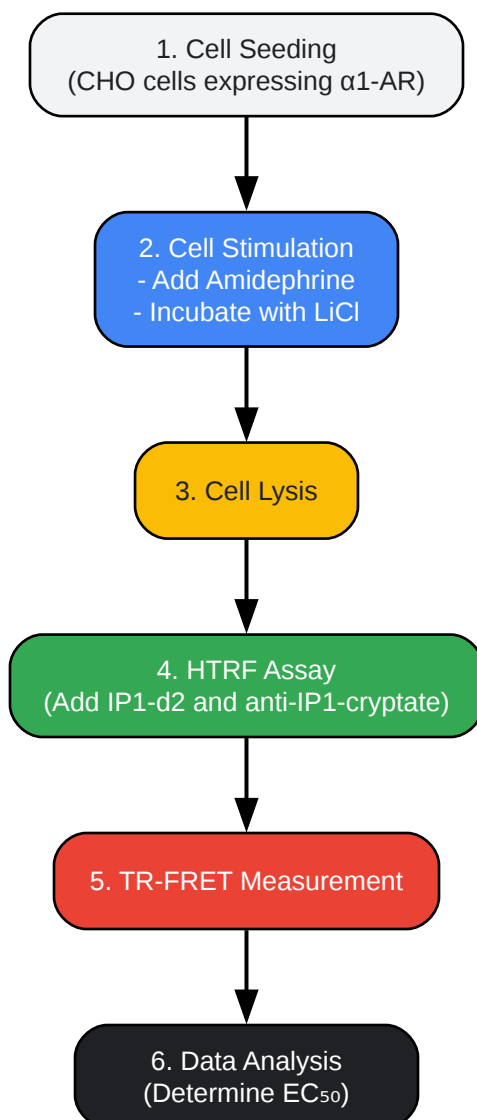 1. Cell Seeding
(CHO cells expressing α1-AR)
2. Cell Stimulation
- Add Amidephrine
- Incubate with LiCl
3. Cell Lysis
4. HTRF Assay
(Add IP1-d2 and anti-IP1-cryptate)
5. TR-FRET Measurement
6. Data Analysis
(Determine EC₅₀)